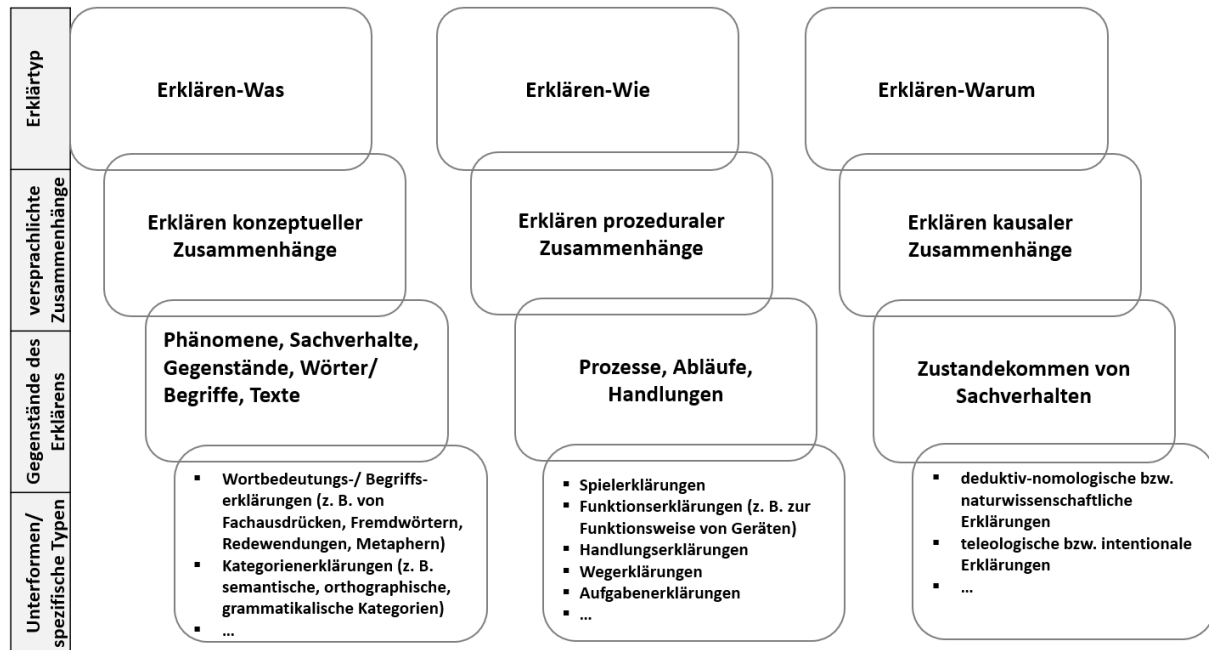 Erklärtyp
Erklären-Was
Erklären-Wie
Erklären-Warum
versprachlichte
Zusammenhänge
Erklären konzeptueller
Zusammenhänge
Erklären prozeduraler
Zusammenhänge
Erklären kausaler
Zusammenhänge
Gegenstände des
Erklärens
Phänomene, Sachverhalte,
Gegenstände, Wörter/
Begriffe, Texte
Prozesse, Abläufe,
Handlungen
Zustandekommen von
Sachverhalten
Unterformen/
spezifische Typen
▪ Wortbedeutungs-/ Begriffs-
erklärungen (z. B. von
Fachausdrücken, Fremdwörtern,
Redewendungen, Metaphern)
▪ Kategorienerklärungen (z. B.
semantische, orthographische,
grammatikalische Kategorien)
▪ ...
▪ Spielerklärungen
▪ Funktionserklärungen (z. B. zur
Funktionsweise von Geräten)
▪ Handlungserklärungen
▪ Wegerklärungen
▪ Aufgabenerklärungen
▪ ...
▪ deduktiv-nomologische bzw.
naturwissenschaftliche
Erklärungen
▪ teleologische bzw. intentionale
Erklärungen
▪ ...